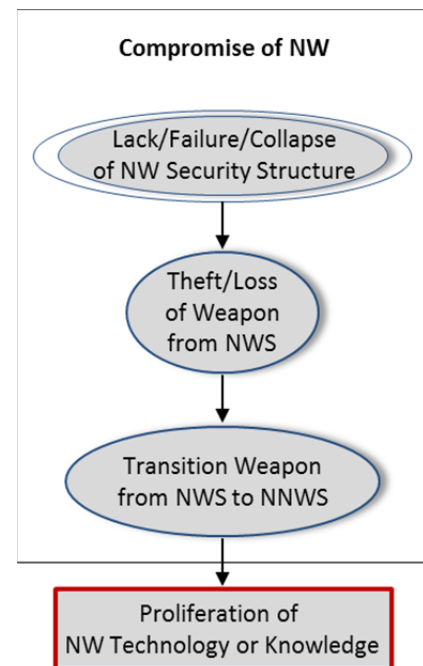 Compromise of NW
Lack/Failure/Collapse
of NW Security Structure
Theft/Loss
of Weapon
from NWS
Transition Weapon
from NWS to NNWS
Proliferation of
NW Technology or Knowledge